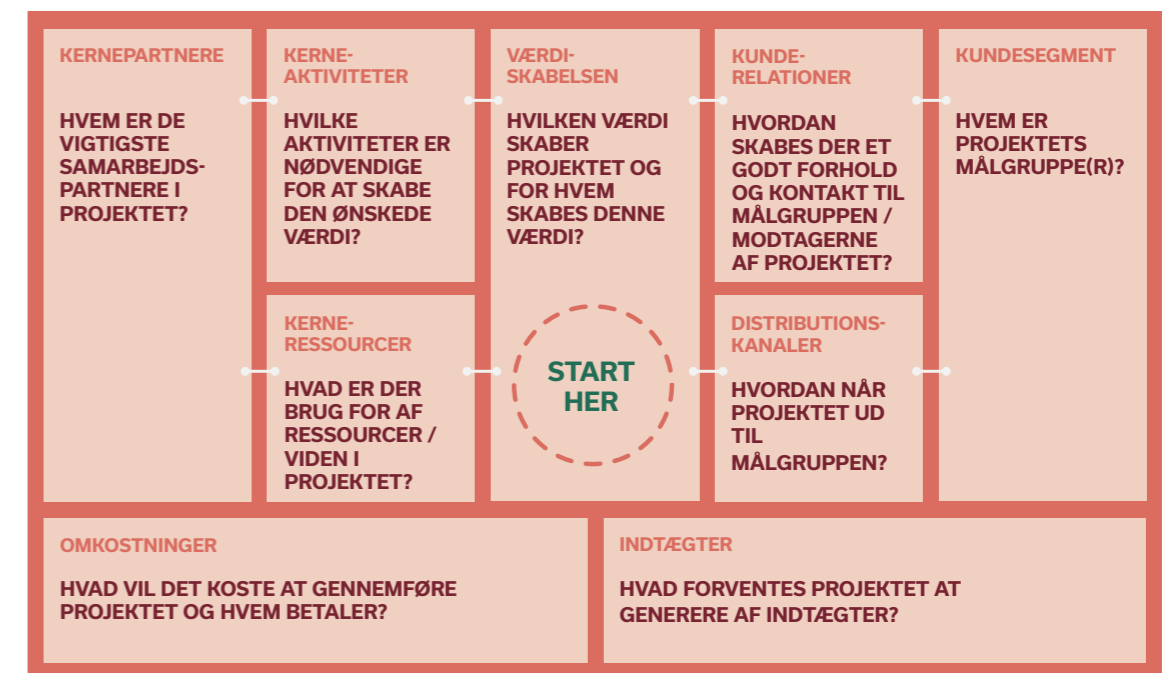 KERNEPARTNERE
HVEM ER DE
VIGTIGSTE
SAMARBEJDS-
PARTNERE I
PROJEKTET?
KERNE-
AKTIVITETER
HVILKE
AKTIVITETER ER
NØDVENDIGE
FOR AT SKABE
DEN ØNSKEDE
VÆRDI?
KERNE-
RESSOURCER
HVAD ER DER
BRUG FOR AF
RESSOURCER /
VIDEN I
PROJEKTET?
VÆRDI-
SKABELSEN
HVILKEN VÆRDI
SKABER
PROJEKTET OG
FOR HVEM
SKABES DENNE
VÆRDI?
START
HER
KUNDE-
RELATIONER
HVORDAN
SKABES DER ET
GODT FORHOLD
OG KONTAKT TIL
MÅLGRUPPEN /
MODTAGERNE
AF PROJEKTET?
DISTRIBUTIONS-
KANALER
HVORDAN NÅR
PROJEKTET UD
TIL
MÅLGRUPPEN?
KUNDESEGMENT
HVEM ER
PROJEKTETS
MÅLGRUPPE(R)?
OMKOSTNINGER
HVAD VIL DET KOSTE AT GENNEMFØRE
PROJEKTET OG HVEM BETALER?
INDTÆGTER
HVAD FORVENTES PROJEKTET AT
GENERERE AF INDTÆGTER?